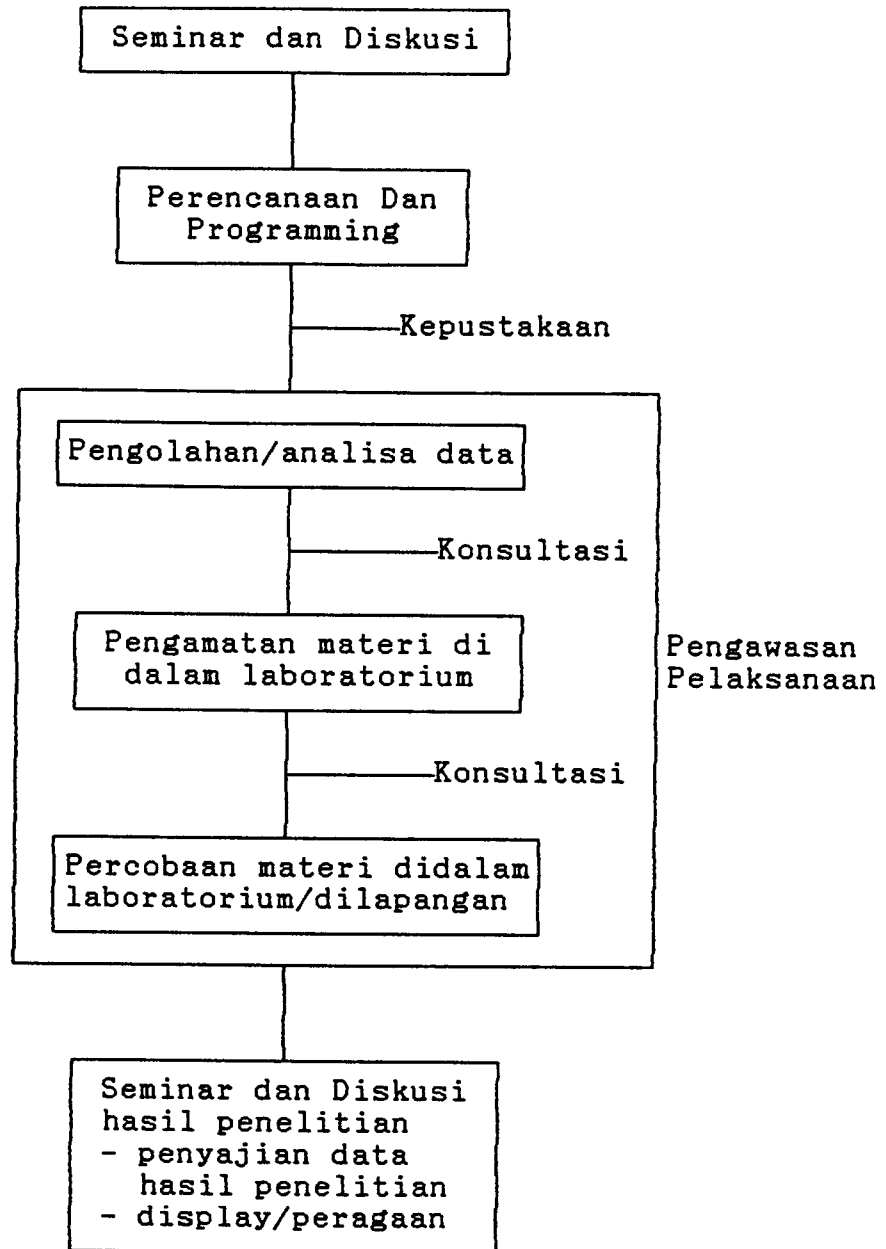 Seminar dan Diskusi
Perencanaan Dan
Programming
Kepustakaan
Pengolahan/analisa data
Konsultasi
Pengamatan materi di
dalam laboratorium
Pengawasan
Pelaksanaan
Konsultasi
Percobaan materi didalam
laboratorium/dilapangan
Seminar dan Diskusi
hasil penelitian
- penyajian data
hasil penelitian
- display/peragaan